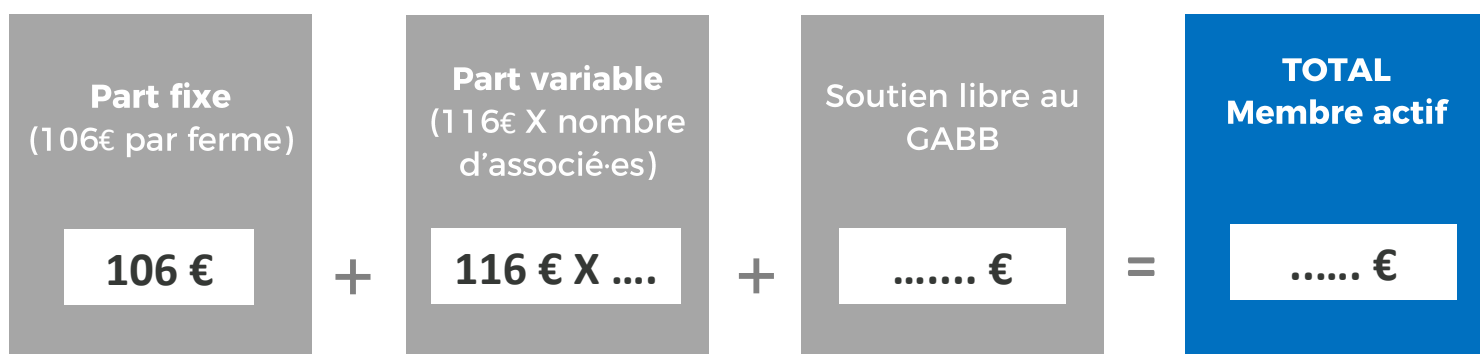 Part fixe
(106€ par ferme)
106 €
+
Part variable
(116€ X nombre
d'associé·es)
116 € X ....
+
Soutien libre au
GABB
....... €
=
TOTAL
Membre actif
...... €